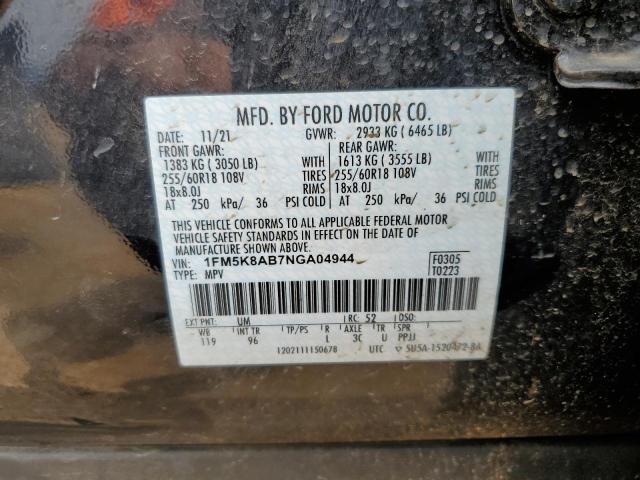 MFD. BY FORD MOTOR CO.
DATE: 11/21 GVWR: 2933 KG ( 6465 LB)
FRONT GAWR: REAR GAWR:
1383 KG ( 3050 LB) WITH 1613 KG ( 3555 LB) WITH
255/60R18 108V TIRES 255/60R18 108V TIRES
18x8.0J RIMS 18x8.0J RIMS
AT 250 kPa/ 36 PSI COLD AT 250 kPa/ 36 PSI COLD
THIS VEHICLE CONFORMS TO ALL APPLICABLE FEDERAL MOTOR
VEHICLE SAFETY STANDARDS IN EFFECT ON THE DATE OF
MANUFACTURE SHOWN ABOVE.
VIN: 1FM5K8AB7NGA04944 F0305
TYPE: MPV T0223
EXT PNT: UM RC: 52 DSO:
WB INT TR TP/PS R AXLE TR SPR
119 96 L 3C U PPJJ
1202111150678 UTC